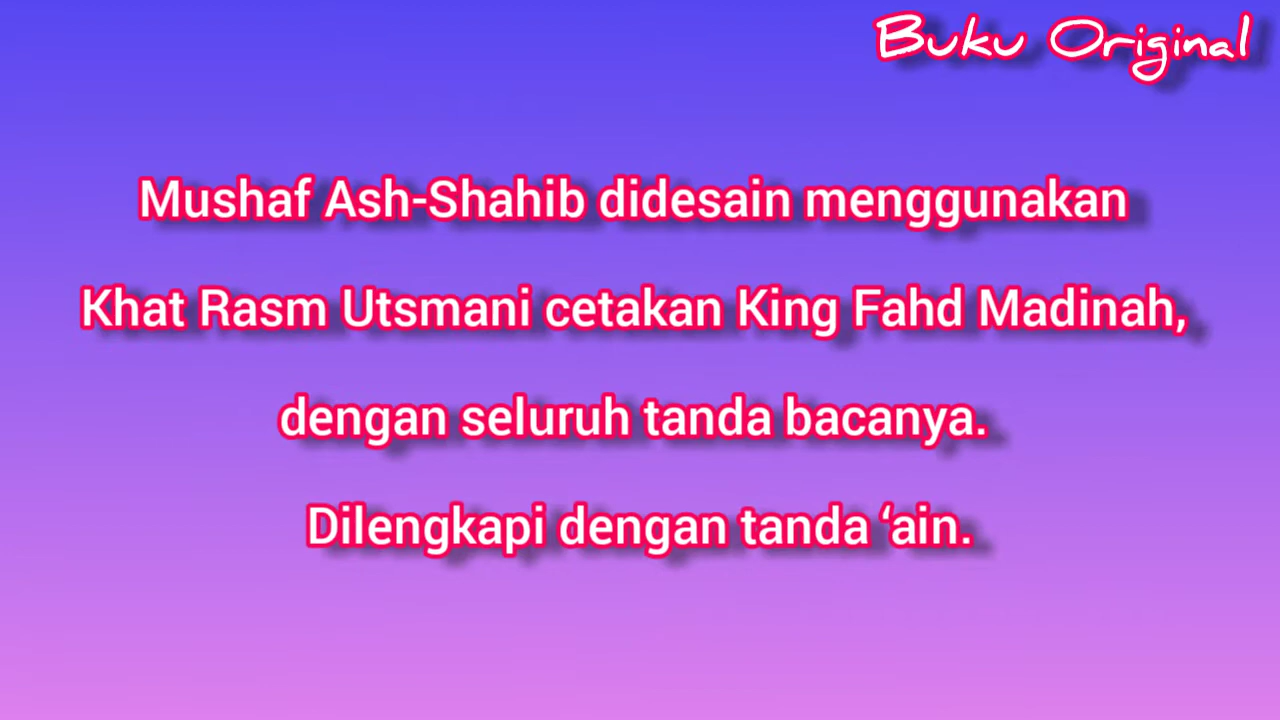 Buku Original
Mushaf Ash-Shahib didesain menggunakan
Khat Rasm Utsmani cetakan King Fahd Madinah,
dengan seluruh tanda bacanya.
Dilengkapi dengan tanda ‘ain.